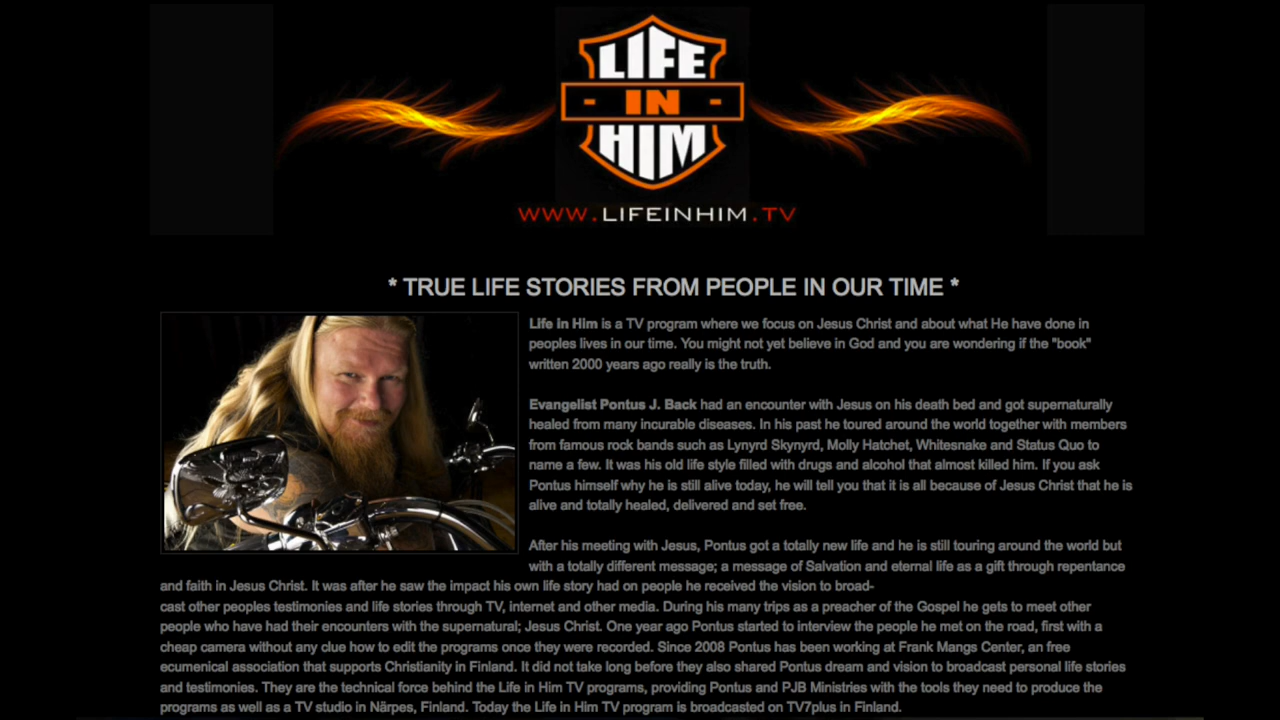 LIFE
- IN -
HIM
WWW.LIFEINHIM.TV
* TRUE LIFE STORIES FROM PEOPLE IN OUR TIME *
Life in Him is a TV program where we focus on Jesus Christ and about what He have done in
peoples lives in our time. You might not yet believe in God and you are wondering if the "book"
written 2000 years ago really is the truth.
Evangelist Pontus J. Back had an encounter with Jesus on his death bed and got supernaturally
healed from many incurable diseases. In his past he toured around the world together with members
from famous rock bands such as Lynyrd Skynyrd, Molly Hatchet, Whitesnake and Status Quo to
name a few. It was his old life style filled with drugs and alcohol that almost killed him. If you ask
Pontus himself why he is still alive today, he will tell you that it is all because of Jesus Christ that he is
alive and totally healed, delivered and set free.
After his meeting with Jesus, Pontus got a totally new life and he is still touring around the world but
with a totally different message; a message of Salvation and eternal life as a gift through repentance
and faith in Jesus Christ. It was after he saw the impact his own life story had on people he received the vision to broad-
cast other peoples testimonies and life stories through TV, internet and other media. During his many trips as a preacher of the Gospel he gets to meet other
people who have had their encounters with the supernatural; Jesus Christ. One year ago Pontus started to interview the people he met on the road, first with a
cheap camera without any clue how to edit the programs once they were recorded. Since 2008 Pontus has been working at Frank Mangs Center, an free
ecumenical association that supports Christianity in Finland. It did not take long before they also shared Pontus dream and vision to broadcast personal life stories
and testimonies. They are the technical force behind the Life in Him TV programs, providing Pontus and PJB Ministries with the tools they need to produce the
programs as well as a TV studio in Närpes, Finland. Today the Life in Him TV program is broadcasted on TV7plus in Finland.